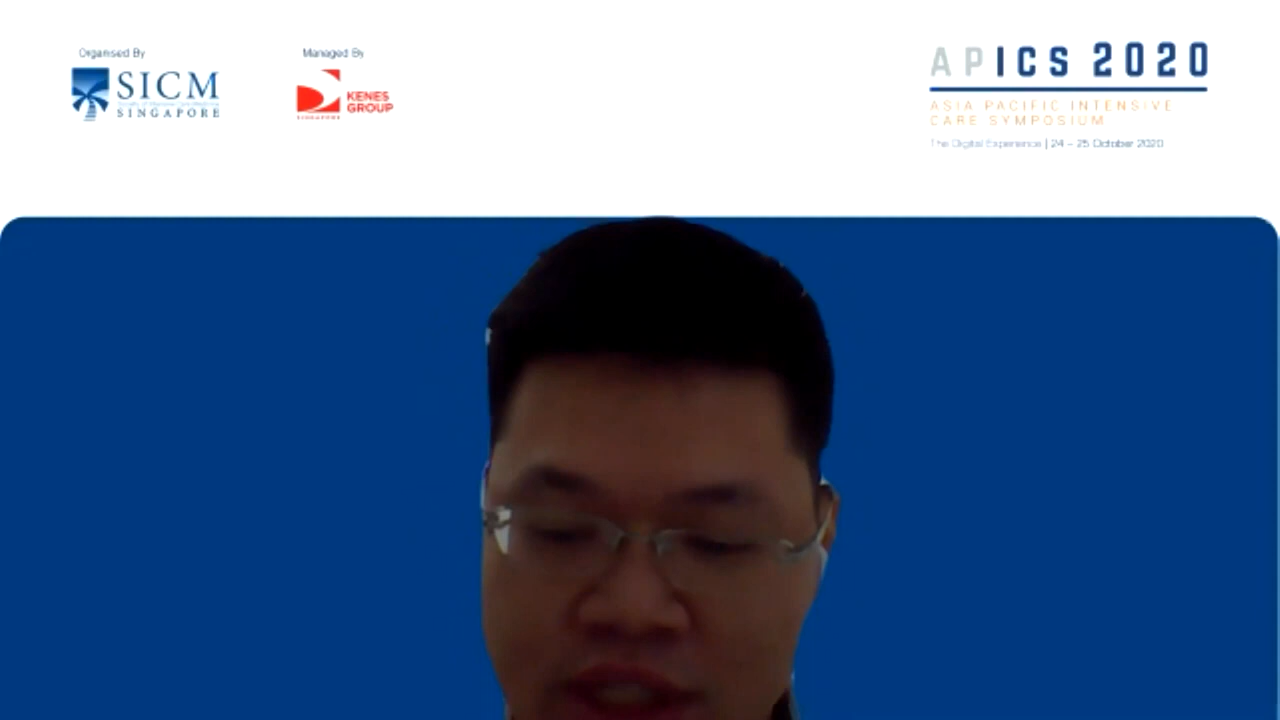 Organised By
SICM
SINGAPORE
Managed By
KENES
GROUP
SINGAPORE
APICS 2020
ASIA PACIFIC INTENSIVE
CARE SYMPOSIUM
The Digital Experience | 24 – 25 October 2020